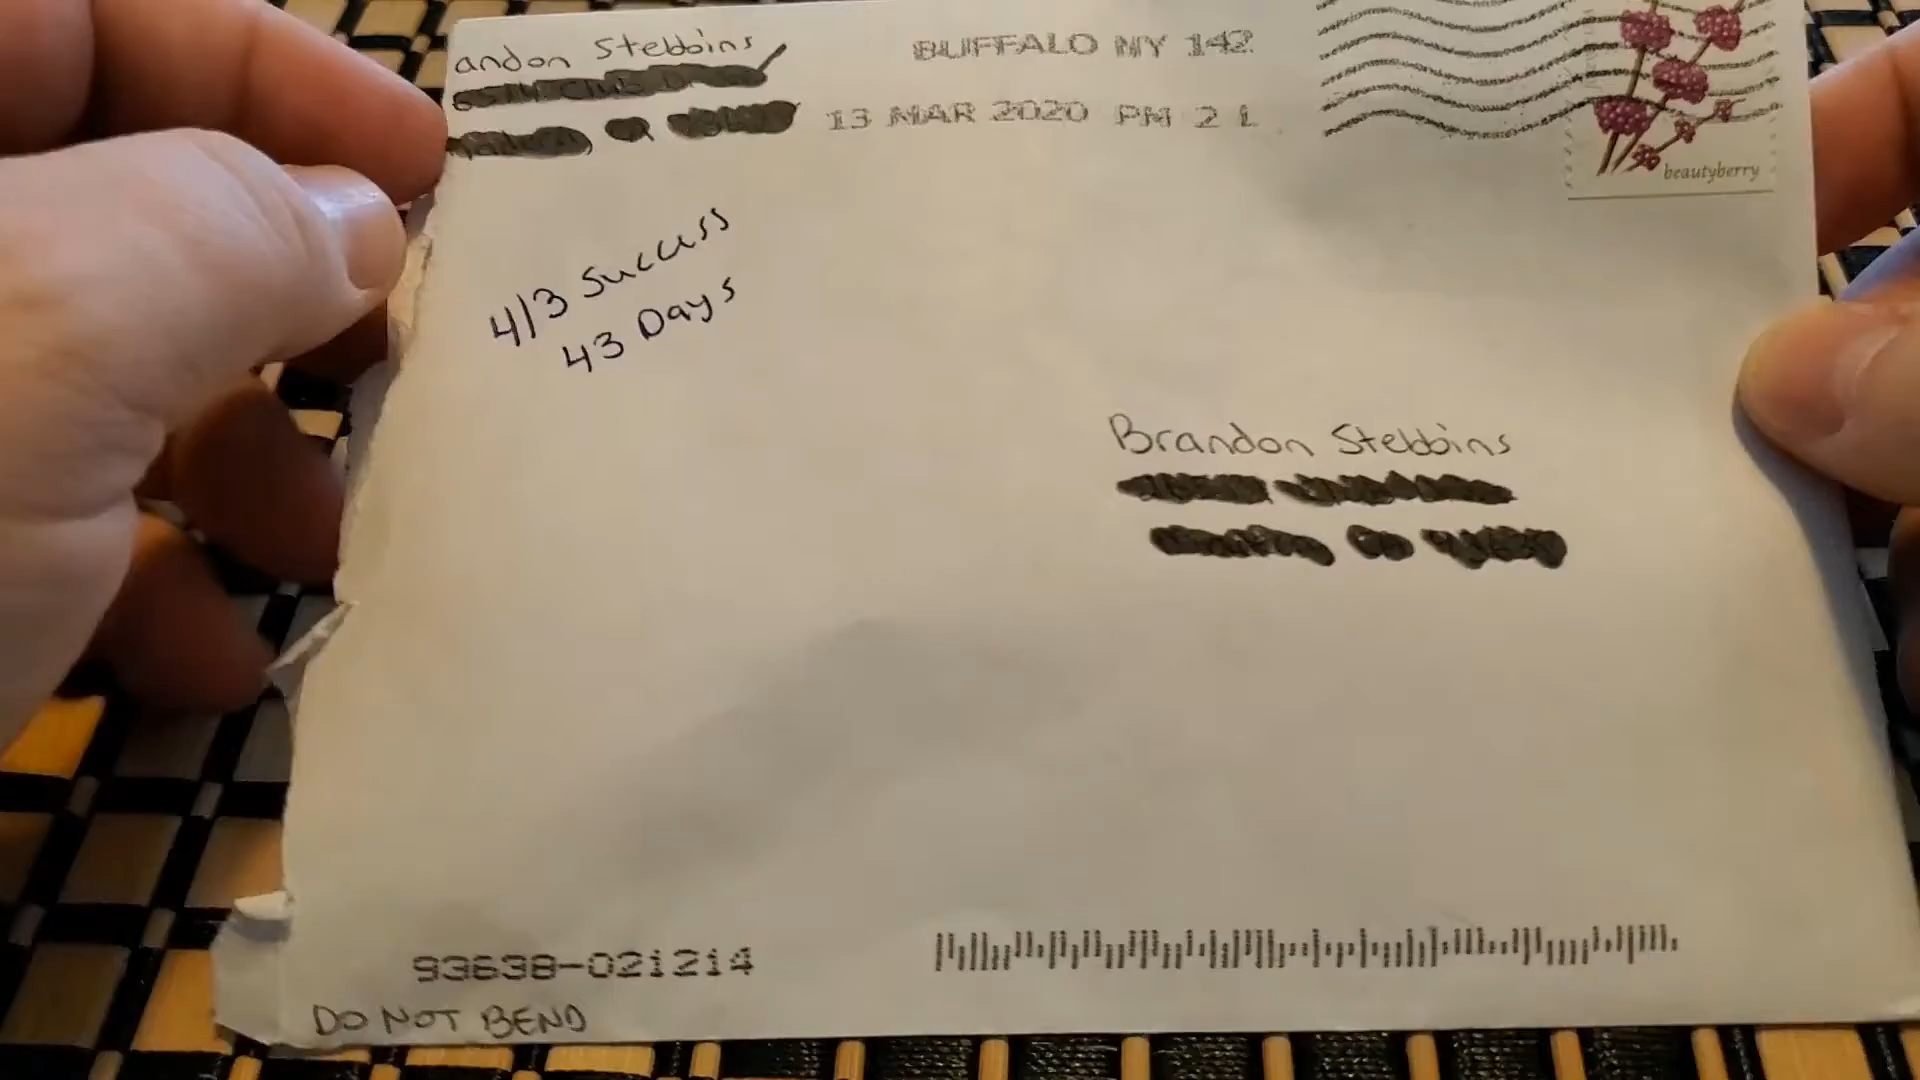 andon Stebbins
BUFFALO NY 142
13 MAR 2020 PM 2 L
beautyberry
4/3 Success
43 Days
Brandon Stebbins
93638-021214
DO NOT BEND